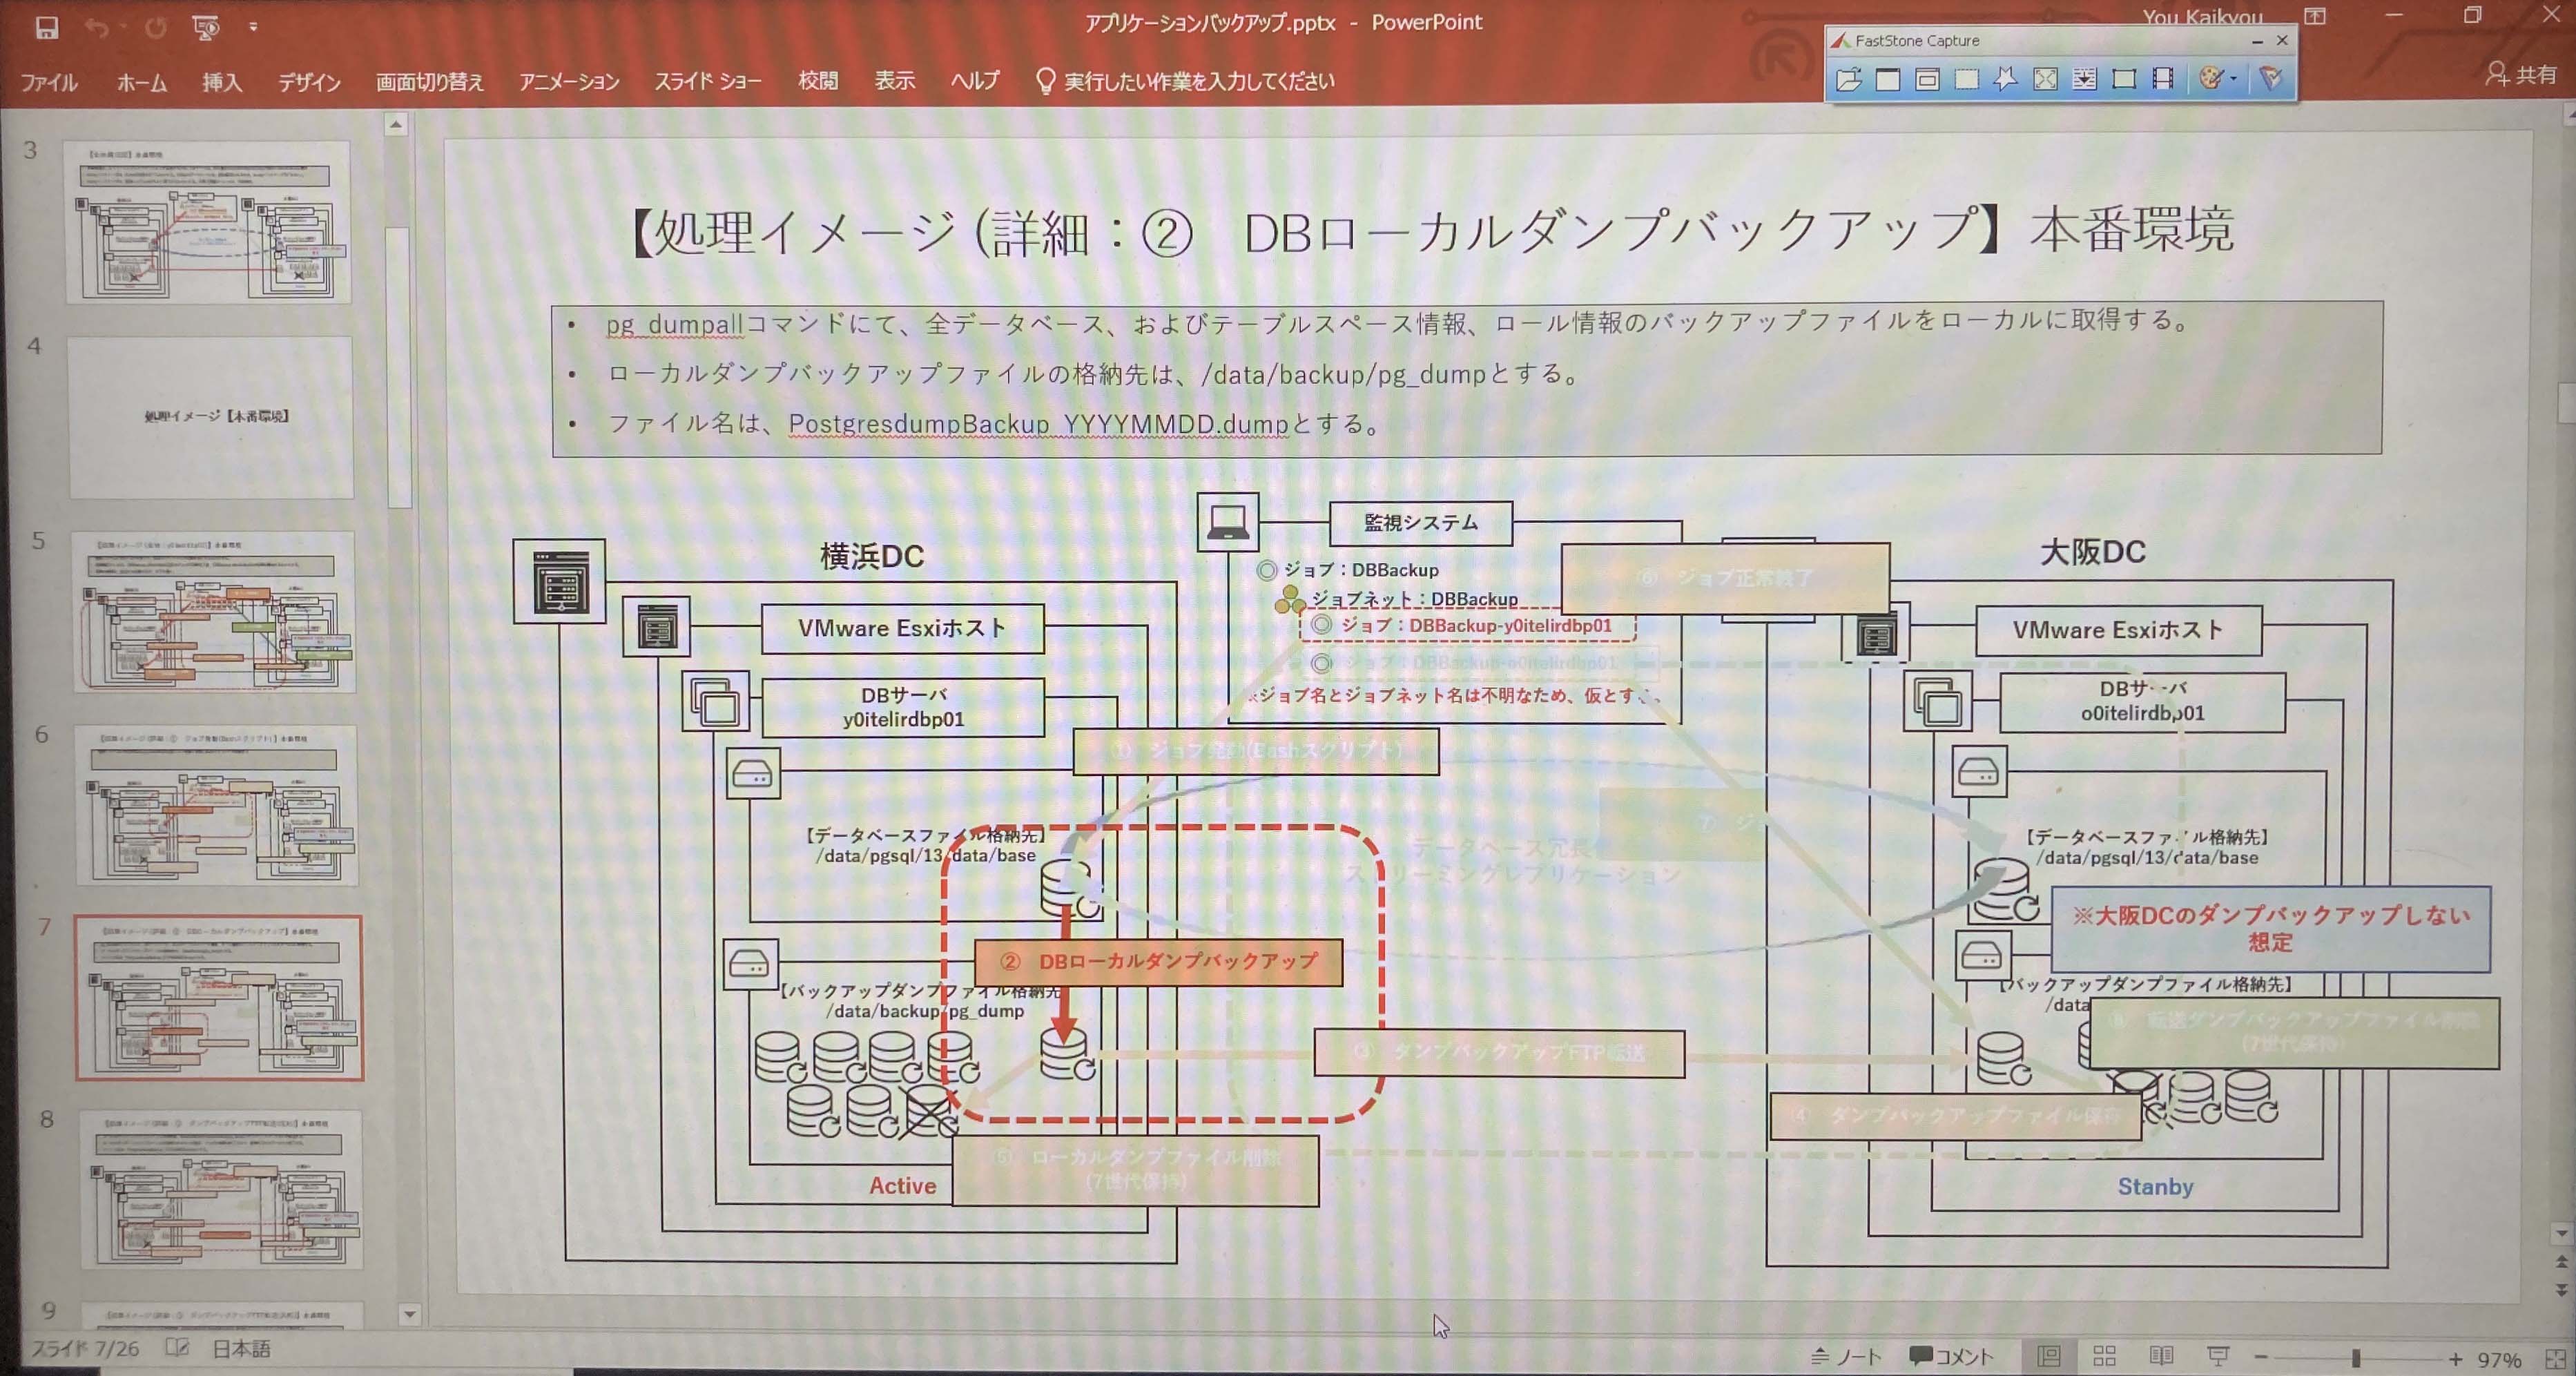 アプリケーションバックアップ.pptx - PowerPoint
You Kaikyou
FastStone Capture
ファイル ホーム 挿入 デザイン 画面切り替え アニメーション スライド ショー 校閲 表示 ヘルプ 実行したい作業を入力してください
共有
3
4
処理イメージ【本番環境】
5
6
7
8
9
【処理イメージ (詳細：② DBローカルダンプバックアップ】本番環境
• pg_dumpallコマンドにて、全データベース、およびテーブルスペース情報、ロール情報のバックアップファイルをローカルに取得する。
• ローカルダンプバックアップファイルの格納先は、/data/backup/pg_dumpとする。
• ファイル名は、PostgresdumpBackup_YYYYMMDD.dumpとする。
監視システム
◎ ジョブ：DBBackup
ジョブネット：DBBackup
◎ ジョブ：DBBackup-y0itelirdbp01
◎ ジョブ：DBBackup-o0itelirdbp01
※ジョブ名とジョブネット名は不明なため、仮とす
⑥ ジョブ正常終了
横浜DC
VMware Esxiホスト
DBサーバ
y0itelirdbp01
① ジョブ発動(Bashスクリプト)
【データベースファイル格納先】
/data/pgsql/13/data/base
② DBローカルダンプバックアップ
【バックアップダンプファイル格納先
/data/backup/pg_dump
③ ダンプバックアップFTP転送
⑤ ローカルダンプファイル削除
(7世代保持)
Active
データベース冗長
ストリーミングレプリケーション
⑦ ジョ
大阪DC
VMware Esxiホスト
DBサーバ
o0itelirdbp01
【データベースファイル格納先】
/data/pgsql/13/data/base
※大阪DCのダンプバックアップしない
想定
【バックアップダンプファイル格納先】
/data
⑧ 転送ダンプバックアップファイル削除
(7世代保持)
④ ダンプバックアップファイル保存
Stanby
スライド 7/26 日本語
ノート コメント 97%